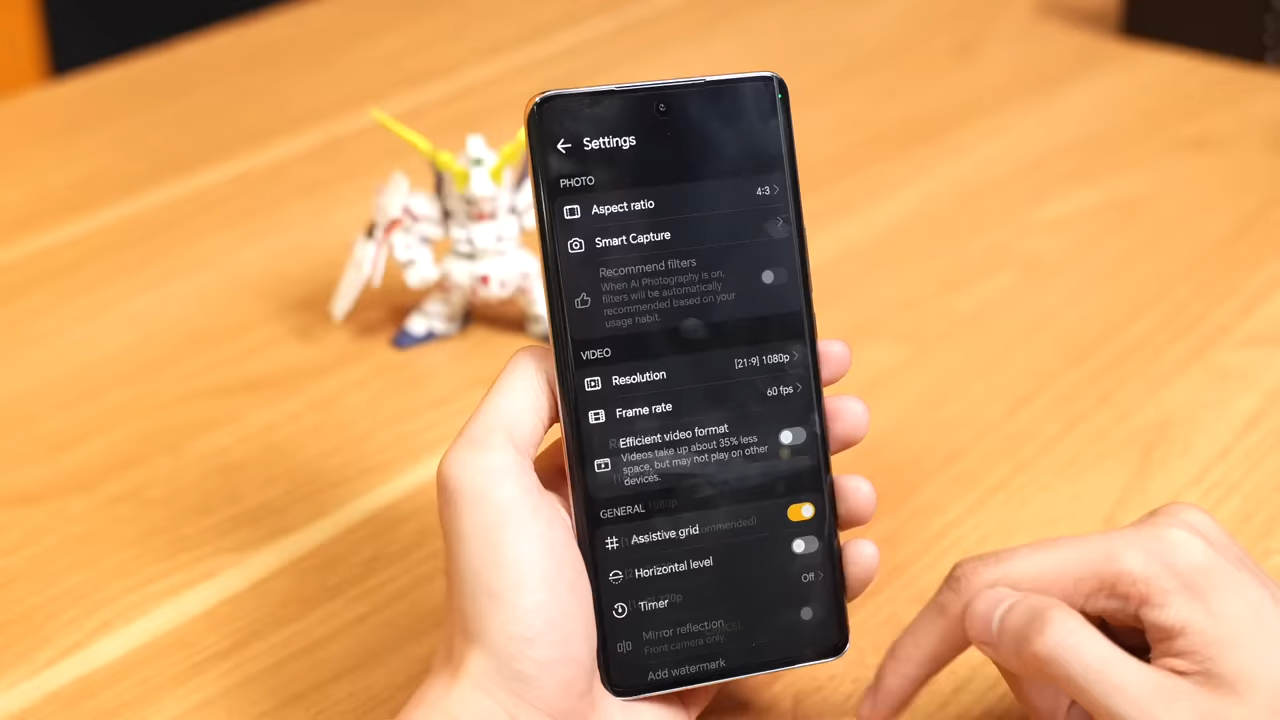 Settings
PHOTO
Aspect ratio
4:3
Smart Capture
Recommend filters
When AI Photography is on,
filters will be automatically
recommended based on your
usage habit.
VIDEO
Resolution
[21:9] 1080p
Frame rate
60 fps
Efficient video format
Videos take up about 35% less
space, but may not play on other
devices.
GENERAL
1080p
Assistive grid
Horizontal level
Timer
Off
720p
Mirror reflection
Front camera only.
CANCEL
Add watermark